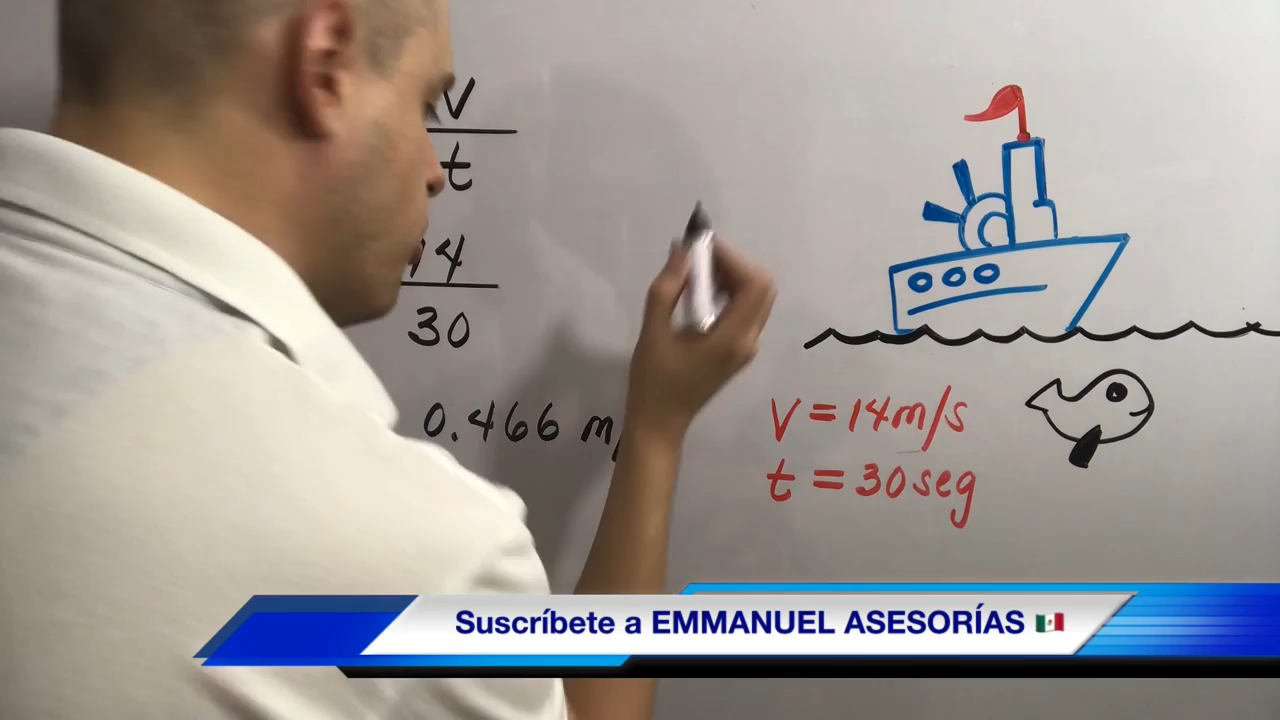 V
t
14
30
0.466 m/
V = 14m/s
t = 30seg
Suscríbete a EMMANUEL ASESORÍAS